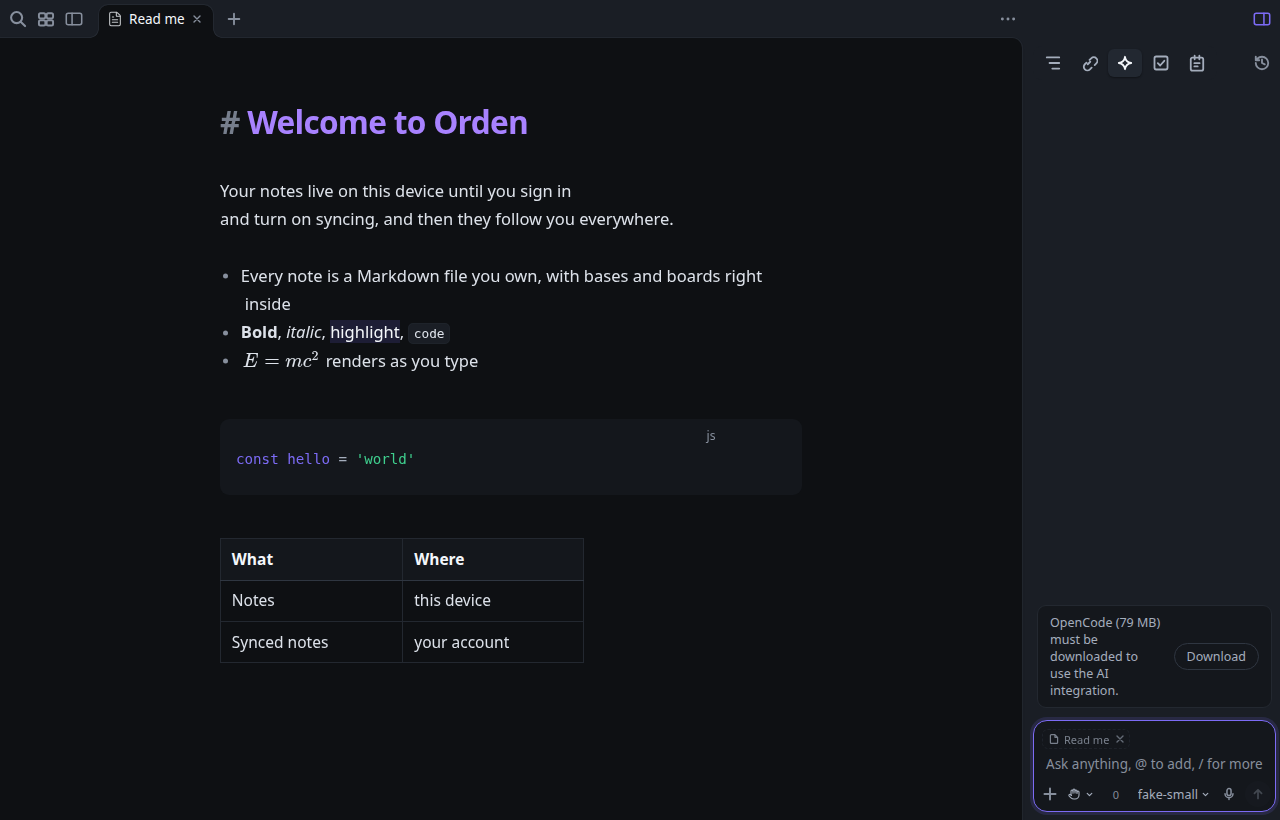 Read me
# Welcome to Orden
Your notes live on this device until you sign in
and turn on syncing, and then they follow you everywhere.
Every note is a Markdown file you own, with bases and boards right
inside
Bold, italic, highlight, code
E = mc² renders as you type
js
const hello = 'world'
What Where
Notes this device
Synced notes your account
OpenCode (79 MB)
must be
downloaded to
use the AI
integration.
Download
Read me
Ask anything, @ to add, / for more
0 fake-small